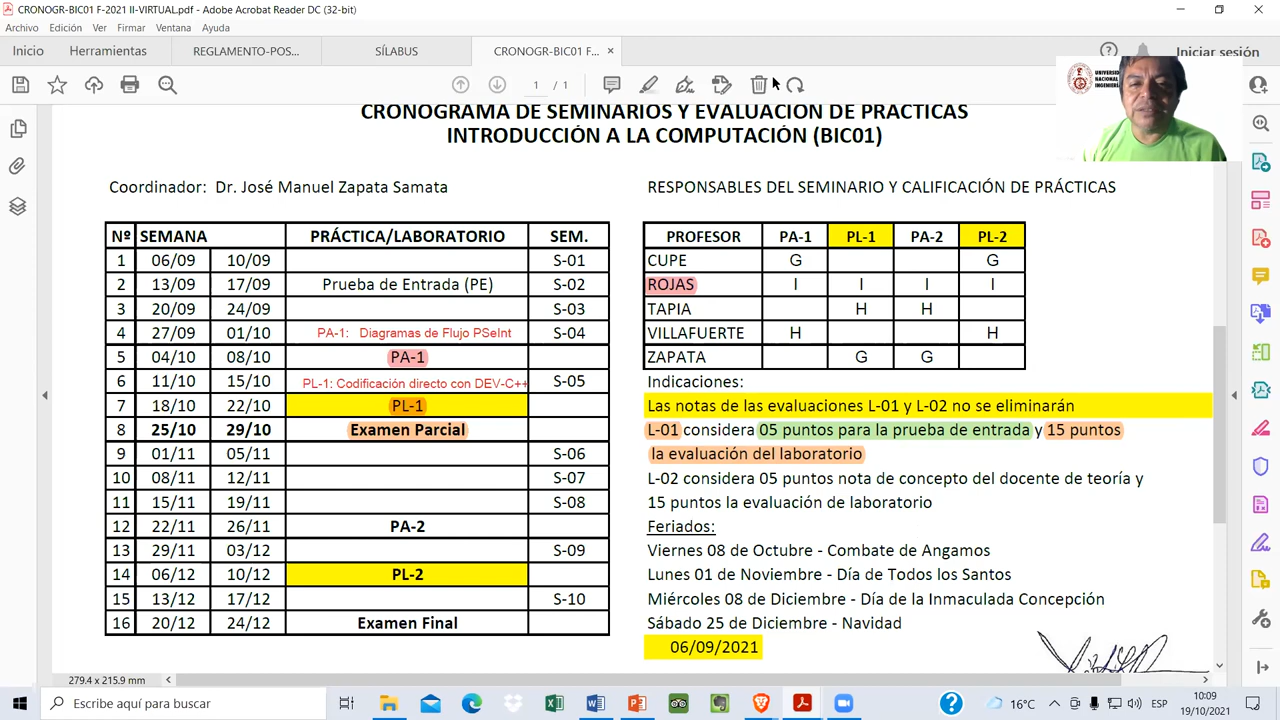 CRONOGR-BIC01 F-2021 II-VIRTUAL.pdf - Adobe Acrobat Reader DC (32-bit)
Archivo Edición Ver Firmar Ventana Ayuda
Inicio Herramientas REGLAMENTO-POS... SÍLABUS CRONOGR-BIC01 F... × Iniciar sesión
1 / 1
UNIVERSID
NACIONAL
INGENIERI
CRONOGRAMA DE SEMINARIOS Y EVALUACION DE PRACTICAS
INTRODUCCIÓN A LA COMPUTACIÓN (BIC01)
Coordinador: Dr. José Manuel Zapata Samata
RESPONSABLES DEL SEMINARIO Y CALIFICACIÓN DE PRÁCTICAS
Nº SEMANA PRÁCTICA/LABORATORIO SEM.
1 06/09 10/09 S-01
2 13/09 17/09 Prueba de Entrada (PE) S-02
3 20/09 24/09 S-03
4 27/09 01/10 PA-1: Diagramas de Flujo PSeInt S-04
5 04/10 08/10 PA-1
6 11/10 15/10 PL-1: Codificación directo con DEV-C++ S-05
7 18/10 22/10 PL-1
8 25/10 29/10 Examen Parcial
9 01/11 05/11 S-06
10 08/11 12/11 S-07
11 15/11 19/11 S-08
12 22/11 26/11 PA-2
13 29/11 03/12 S-09
14 06/12 10/12 PL-2
15 13/12 17/12 S-10
16 20/12 24/12 Examen Final
PROFESOR PA-1 PL-1 PA-2 PL-2
CUPE G G
ROJAS I I I I
TAPIA H H
VILLAFUERTE H H
ZAPATA G G
Indicaciones:
Las notas de las evaluaciones L-01 y L-02 no se eliminarán
L-01 considera 05 puntos para la prueba de entrada y 15 puntos
la evaluación del laboratorio
L-02 considera 05 puntos nota de concepto del docente de teoría y
15 puntos la evaluación de laboratorio
Feriados:
Viernes 08 de Octubre - Combate de Angamos
Lunes 01 de Noviembre - Día de Todos los Santos
Miércoles 08 de Diciembre - Día de la Inmaculada Concepción
Sábado 25 de Diciembre - Navidad
06/09/2021
279.4 x 215.9 mm
Escribe aquí para buscar
16°C ESP 10:09
19/10/2021